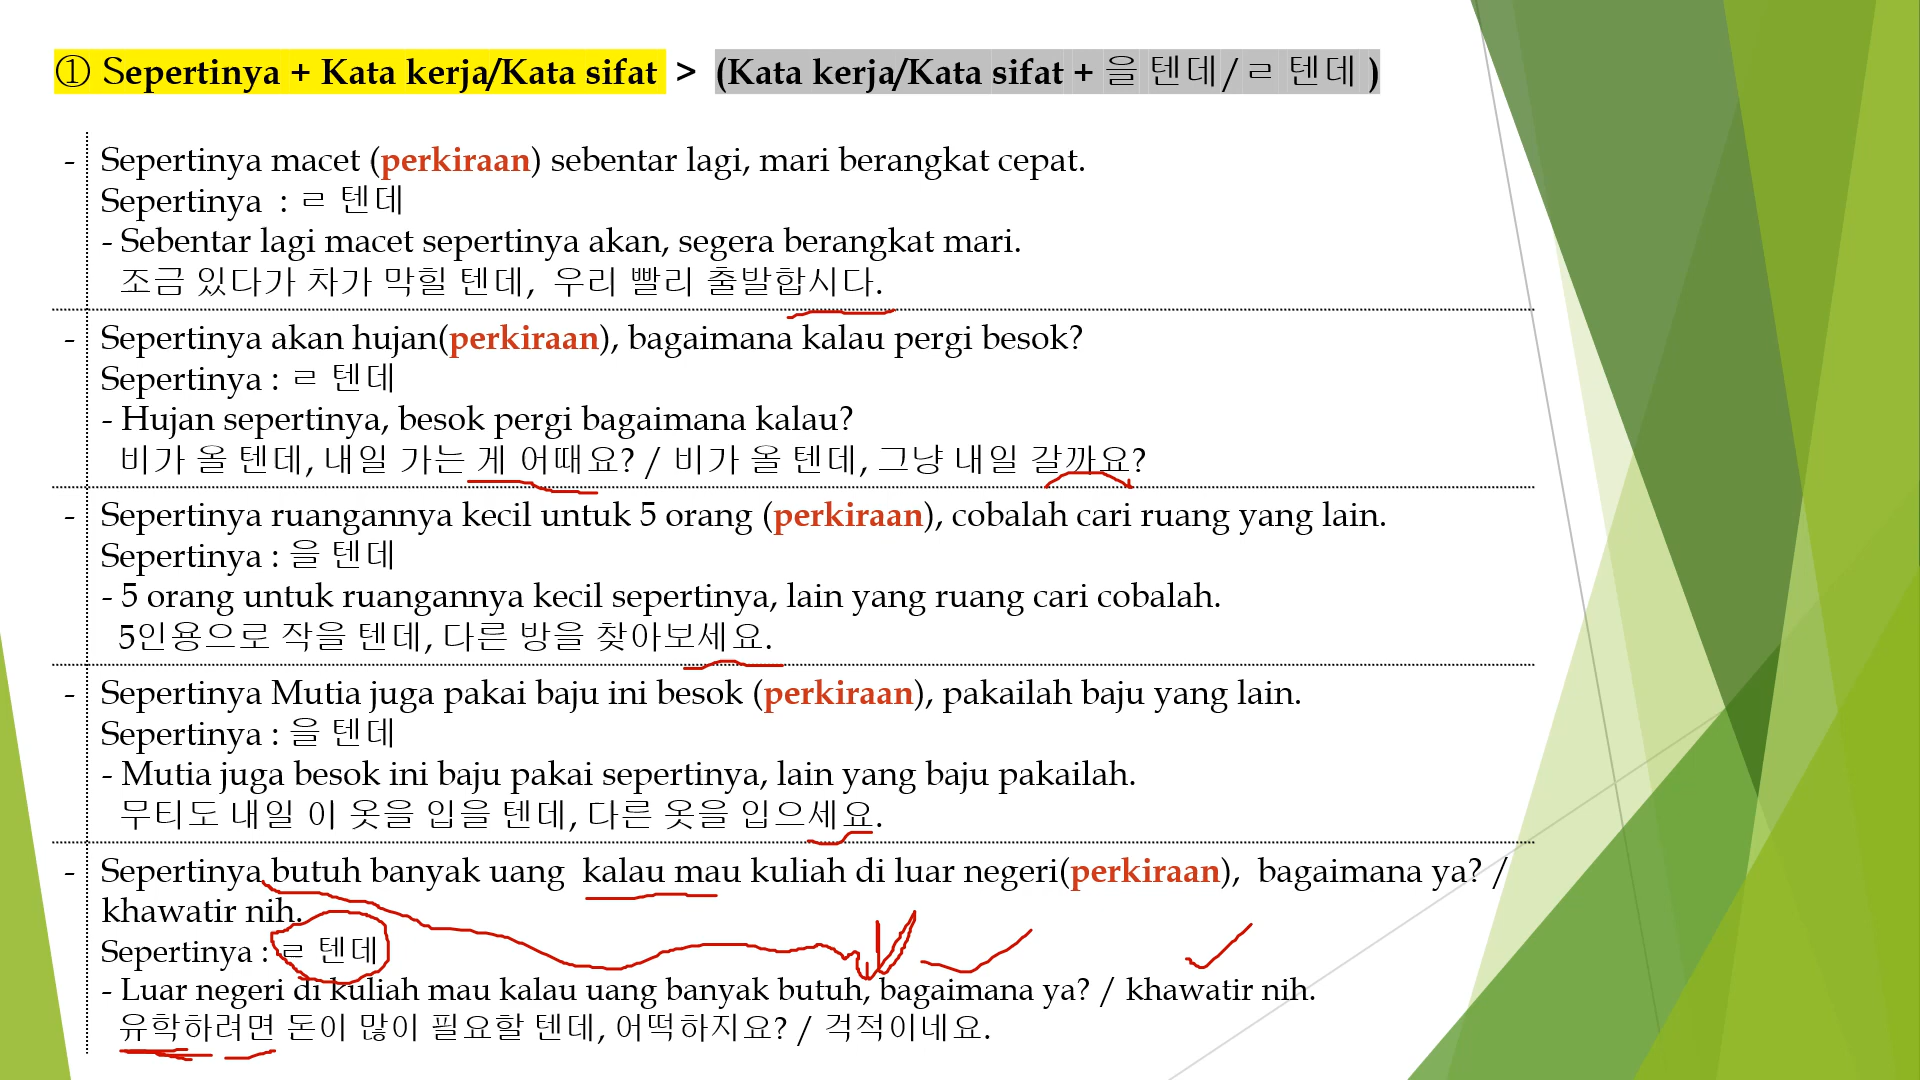 ① Sepertinya + Kata kerja/Kata sifat > (Kata kerja/Kata sifat + 을 텐데/ㄹ 텐데 )
- Sepertinya macet (perkiraan) sebentar lagi, mari berangkat cepat.
Sepertinya : ㄹ 텐데
- Sebentar lagi macet sepertinya akan, segera berangkat mari.
조금 있다가 차가 막힐 텐데, 우리 빨리 출발합시다.
- Sepertinya akan hujan(perkiraan), bagaimana kalau pergi besok?
Sepertinya : ㄹ 텐데
- Hujan sepertinya, besok pergi bagaimana kalau?
비가 올 텐데, 내일 가는 게 어때요? / 비가 올 텐데, 그냥 내일 갈까요?
- Sepertinya ruangannya kecil untuk 5 orang (perkiraan), cobalah cari ruang yang lain.
Sepertinya : 을 텐데
- 5 orang untuk ruangannya kecil sepertinya, lain yang ruang cari cobalah.
5인용으로 작을 텐데, 다른 방을 찾아보세요.
- Sepertinya Mutia juga pakai baju ini besok (perkiraan), pakailah baju yang lain.
Sepertinya : 을 텐데
- Mutia juga besok ini baju pakai sepertinya, lain yang baju pakailah.
무티도 내일 이 옷을 입을 텐데, 다른 옷을 입으세요.
- Sepertinya butuh banyak uang kalau mau kuliah di luar negeri(perkiraan), bagaimana ya? /
khawatir nih.
Sepertinya : ㄹ 텐데
- Luar negeri di kuliah mau kalau uang banyak butuh, bagaimana ya? / khawatir nih.
유학하려면 돈이 많이 필요할 텐데, 어떡하지요? / 걱적이네요.